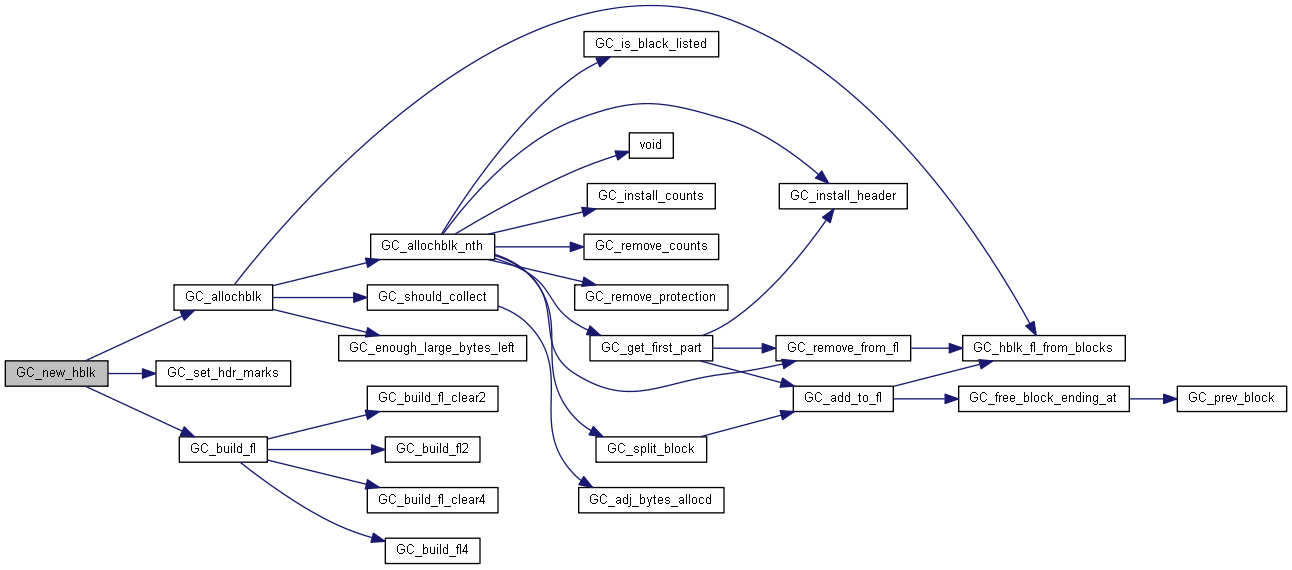 GC_is_black_listed
void
GC_install_counts
GC_install_header
GC_allochblk_nth
GC_remove_counts
GC_allochblk
GC_should_collect
GC_remove_protection
GC_enough_large_bytes_left
GC_get_first_part
GC_remove_from_fl
GC_hblk_fl_from_blocks
GC_new_hblk
GC_set_hdr_marks
GC_build_fl_clear2
GC_add_to_fl
GC_free_block_ending_at
GC_prev_block
GC_build_fl
GC_build_fl2
GC_split_block
GC_build_fl_clear4
GC_adj_bytes_allocd
GC_build_fl4